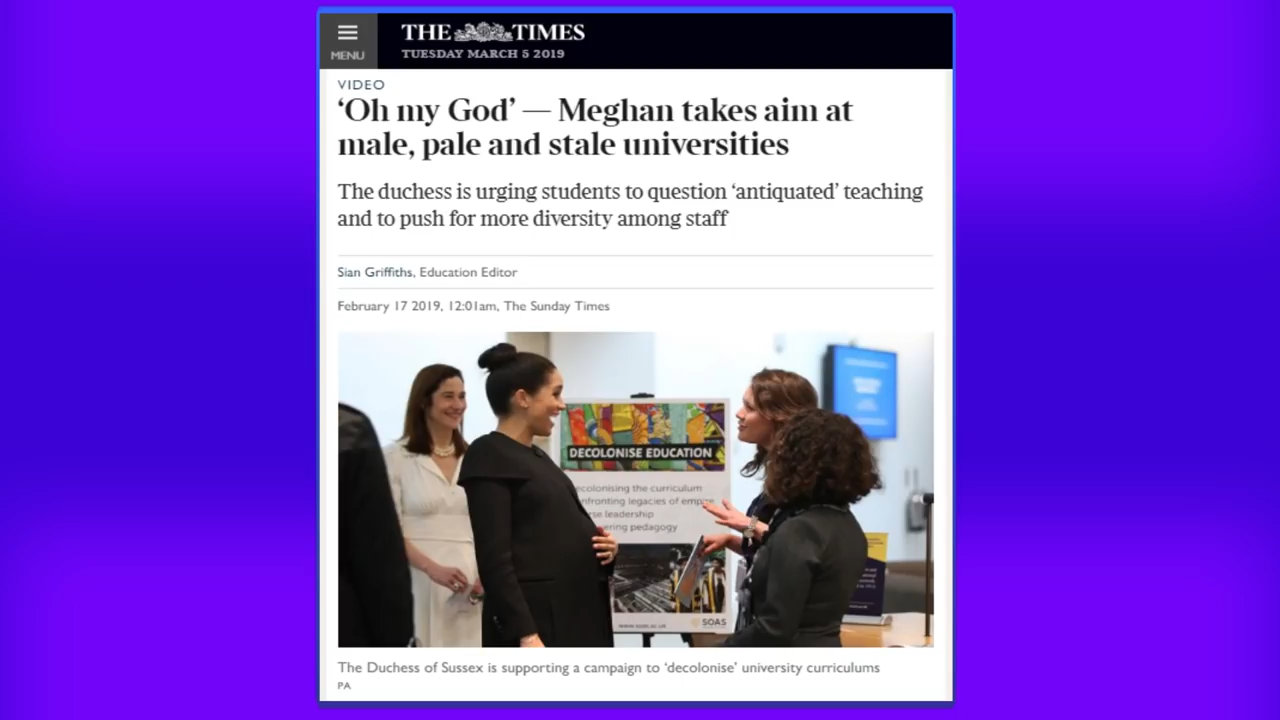 MENU
THE TIMES
TUESDAY MARCH 5 2019
VIDEO
‘Oh my God’ — Meghan takes aim at
male, pale and stale universities
The duchess is urging students to question ‘antiquated’ teaching
and to push for more diversity among staff
Sian Griffiths, Education Editor
February 17 2019, 12:01am, The Sunday Times
DECOLONISE EDUCATION
ecolonising the curriculum
nfronting legacies of empire
rse leadership
ering pedagogy
SOAS
The Duchess of Sussex is supporting a campaign to ‘decolonise’ university curriculums
PA